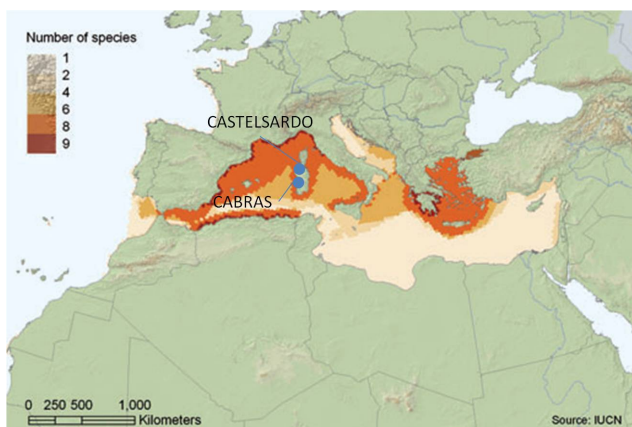 Number of species
1
2
4
6
8
9
CASTELSARDO
CABRAS
0 250 500 1,000
Kilometers
Source: IUCN